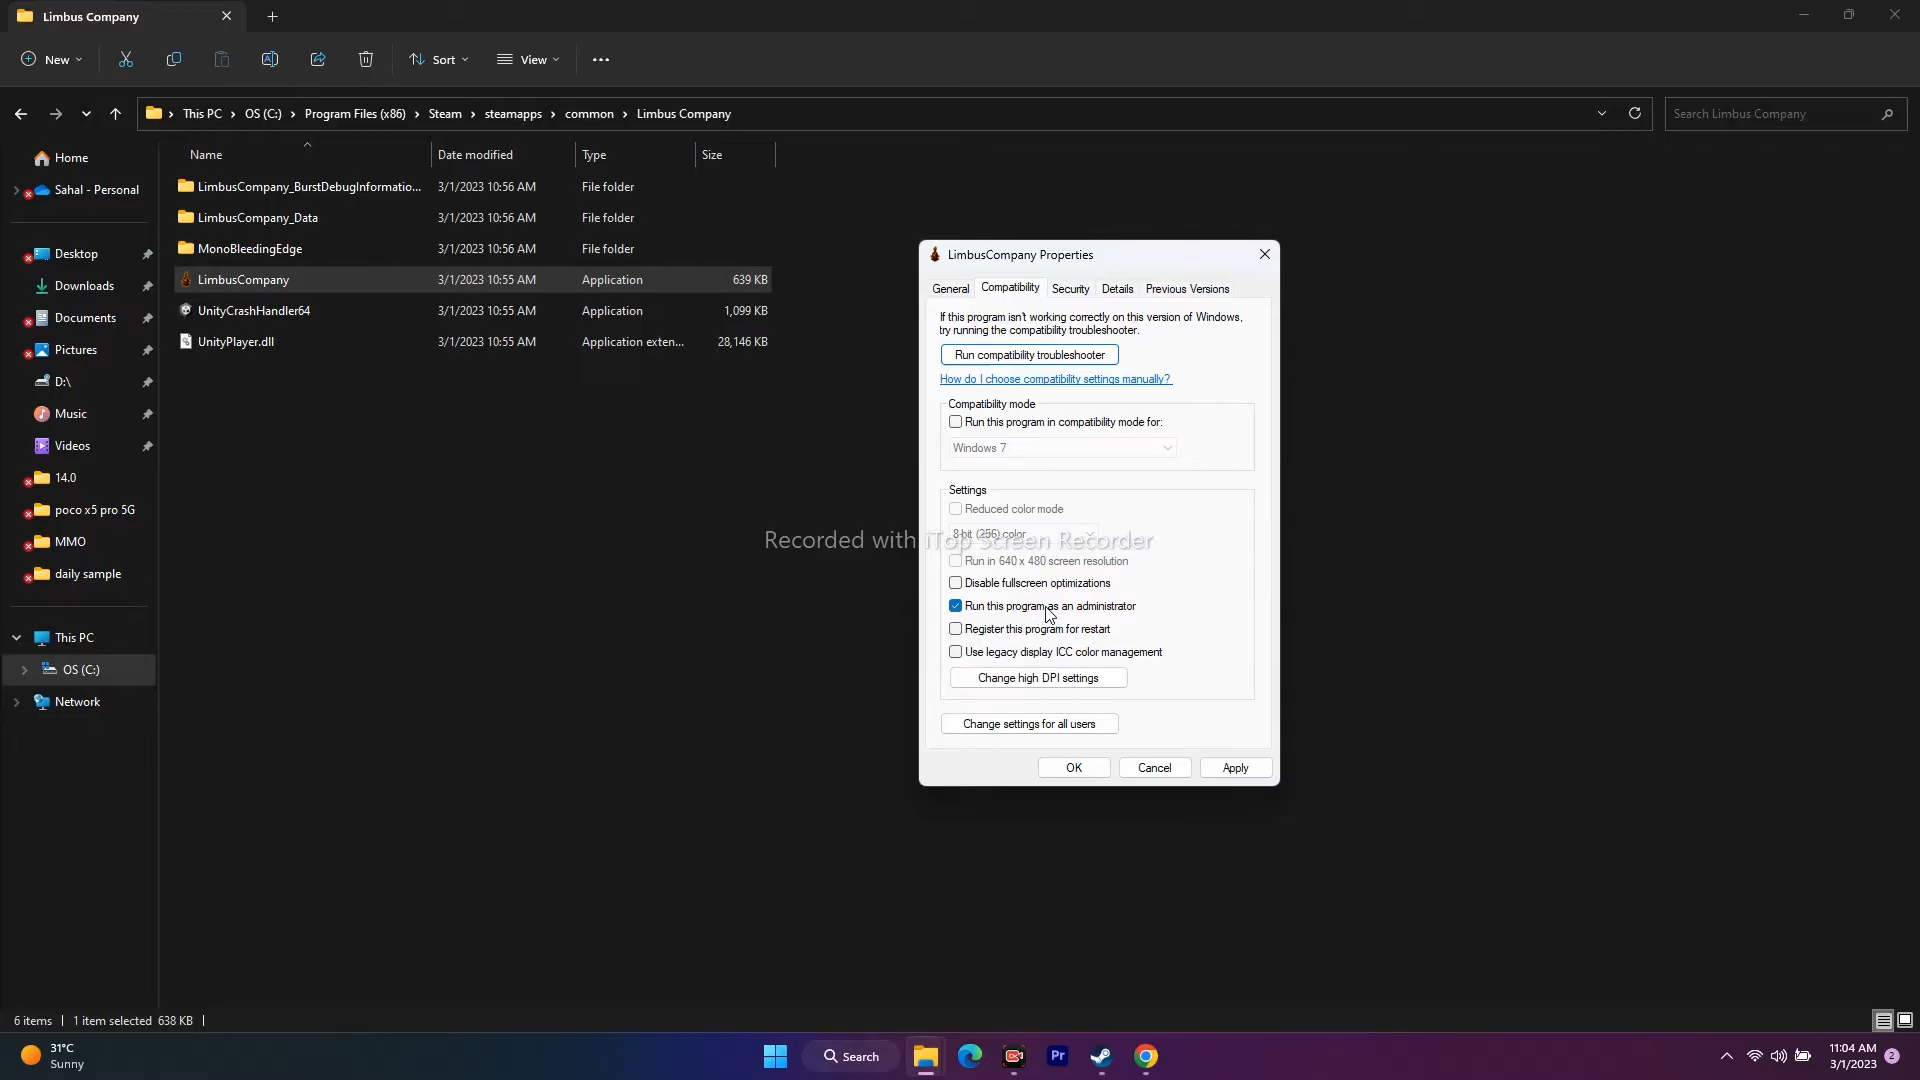 Limbus Company
New
Sort
View
This PC
OS (C:)
Program Files (x86)
Steam
steamapps
common
Limbus Company
Search Limbus Company
Name
Date modified
Type
Size
LimbusCompany_BurstDebugInformatio...
3/1/2023 10:56 AM
File folder
LimbusCompany_Data
3/1/2023 10:56 AM
File folder
MonoBleedingEdge
3/1/2023 10:56 AM
File folder
LimbusCompany
3/1/2023 10:55 AM
Application
639 KB
UnityCrashHandler64
3/1/2023 10:55 AM
Application
1,099 KB
UnityPlayer.dll
3/1/2023 10:55 AM
Application exten...
28,146 KB
Home
Sahal - Personal
Desktop
Downloads
Documents
Pictures
D:\
Music
Videos
14.0
poco x5 pro 5G
MMO
daily sample
This PC
OS (C:)
Network
LimbusCompany Properties
General
Compatibility
Security
Details
Previous Versions
If this program isn't working correctly on this version of Windows,
try running the compatibility troubleshooter.
Run compatibility troubleshooter
How do I choose compatibility settings manually?
Compatibility mode
Run this program in compatibility mode for:
Windows 7
Settings
Reduced color mode
8-bit (256) color
Recorded with iTop Screen Recorder
Run in 640 x 480 screen resolution
Disable fullscreen optimizations
Run this program as an administrator
Register this program for restart
Use legacy display ICC color management
Change high DPI settings
Change settings for all users
OK
Cancel
Apply
6 items
1 item selected 638 KB
31°C
Sunny
Search
Pr
11:04 AM
3/1/2023
2